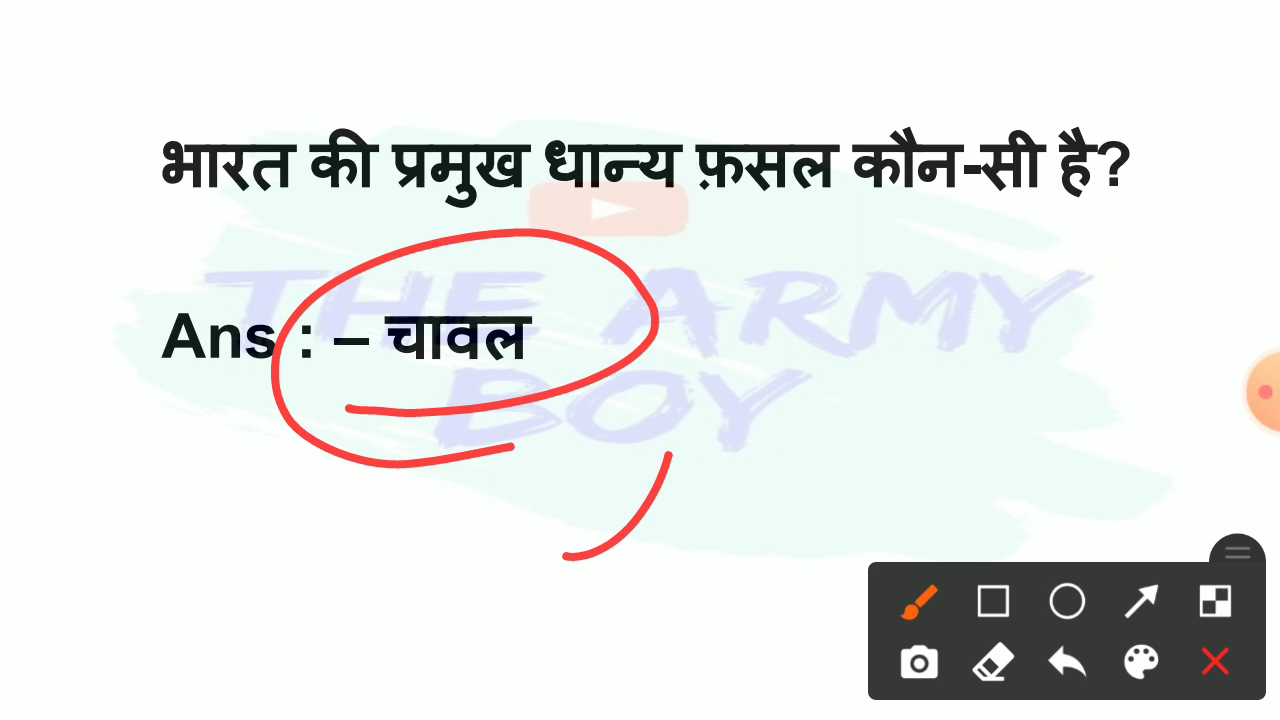 भारत की प्रमुख धान्य फ़सल कौन-सी है?
Ans : – चावल
THE ARMY
BOY